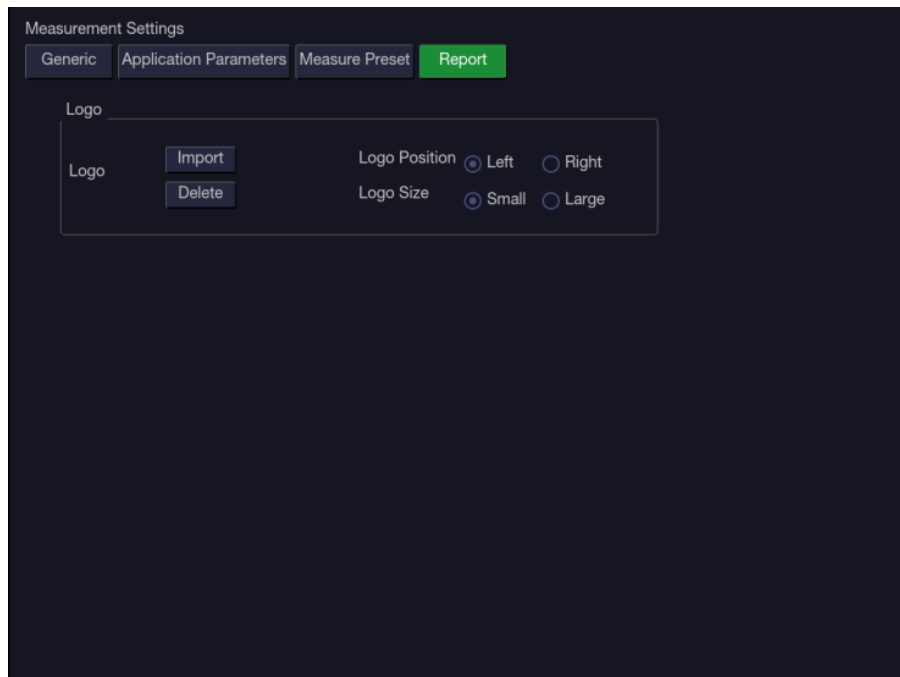 Measurement Settings
Generic Application Parameters Measure Preset Report
Logo
Logo Import Logo Position Left Right
Delete Logo Size Small Large